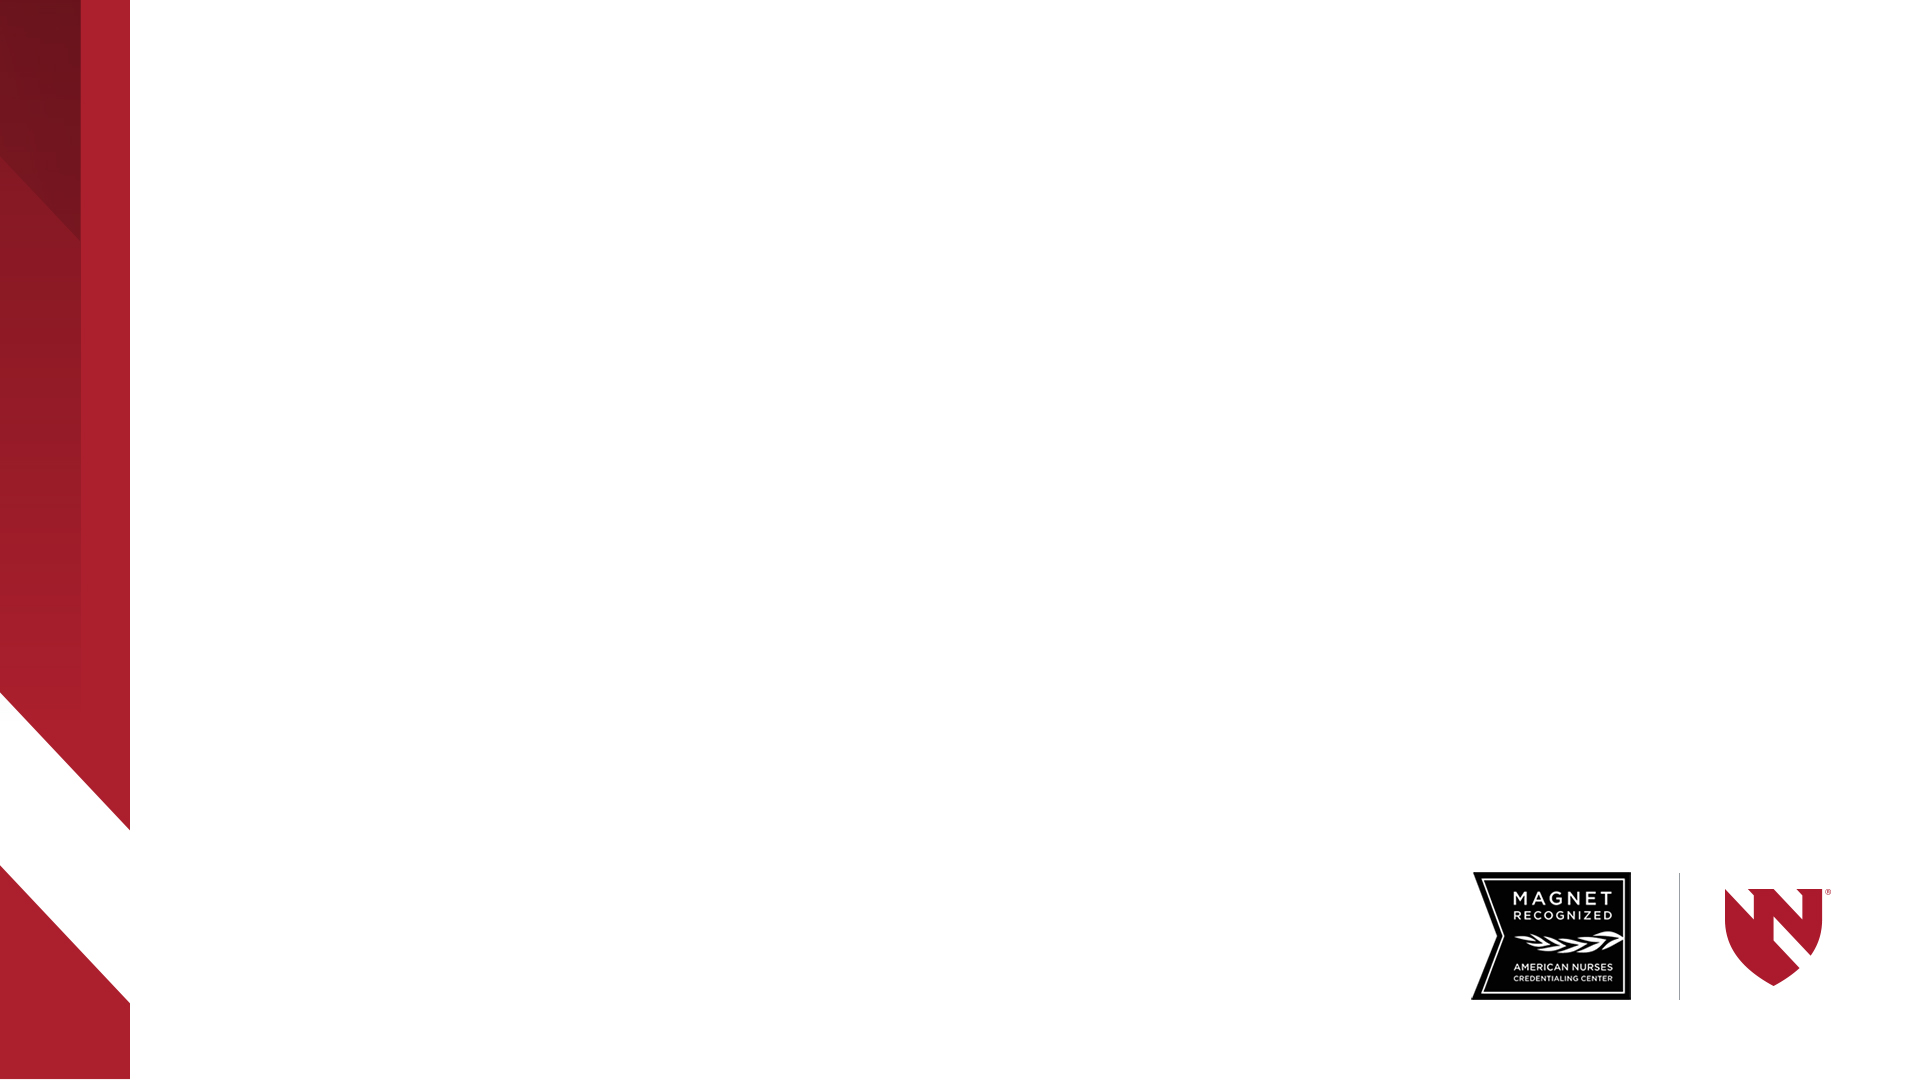 MAGNET
RECOGNIZED
AMERICAN NURSES
CREDENTIALING CENTER
N ®